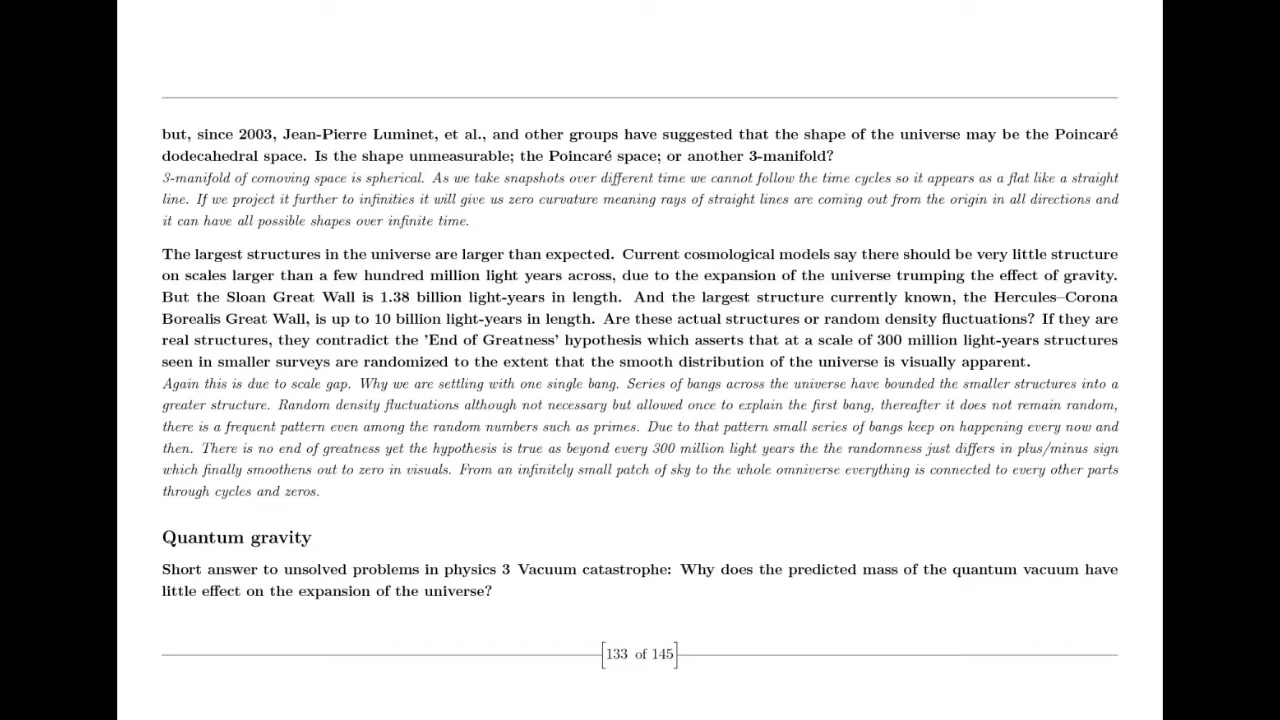 but, since 2003, Jean-Pierre Luminet, et al., and other groups have suggested that the shape of the universe may be the Poincaré
dodecahedral space. Is the shape unmeasurable; the Poincaré space; or another 3-manifold?
3-manifold of comoving space is spherical. As we take snapshots over different time we cannot follow the time cycles so it appears as a flat like a straight
line. If we project it further to infinities it will give us zero curvature meaning rays of straight lines are coming out from the origin in all directions and
it can have all possible shapes over infinite time.
The largest structures in the universe are larger than expected. Current cosmological models say there should be very little structure
on scales larger than a few hundred million light years across, due to the expansion of the universe trumping the effect of gravity.
But the Sloan Great Wall is 1.38 billion light-years in length. And the largest structure currently known, the Hercules–Corona
Borealis Great Wall, is up to 10 billion light-years in length. Are these actual structures or random density fluctuations? If they are
real structures, they contradict the 'End of Greatness' hypothesis which asserts that at a scale of 300 million light-years structures
seen in smaller surveys are randomized to the extent that the smooth distribution of the universe is visually apparent.
Again this is due to scale gap. Why we are settling with one single bang. Series of bangs across the universe have bounded the smaller structures into a
greater structure. Random density fluctuations although not necessary but allowed once to explain the first bang, thereafter it does not remain random,
there is a frequent pattern even among the random numbers such as primes. Due to that pattern small series of bangs keep on happening every now and
then. There is no end of greatness yet the hypothesis is true as beyond every 300 million light years the the randomness just differs in plus/minus sign
which finally smoothens out to zero in visuals. From an infinitely small patch of sky to the whole omniverse everything is connected to every other parts
through cycles and zeros.
Quantum gravity
Short answer to unsolved problems in physics 3 Vacuum catastrophe: Why does the predicted mass of the quantum vacuum have
little effect on the expansion of the universe?
[133 of 145]